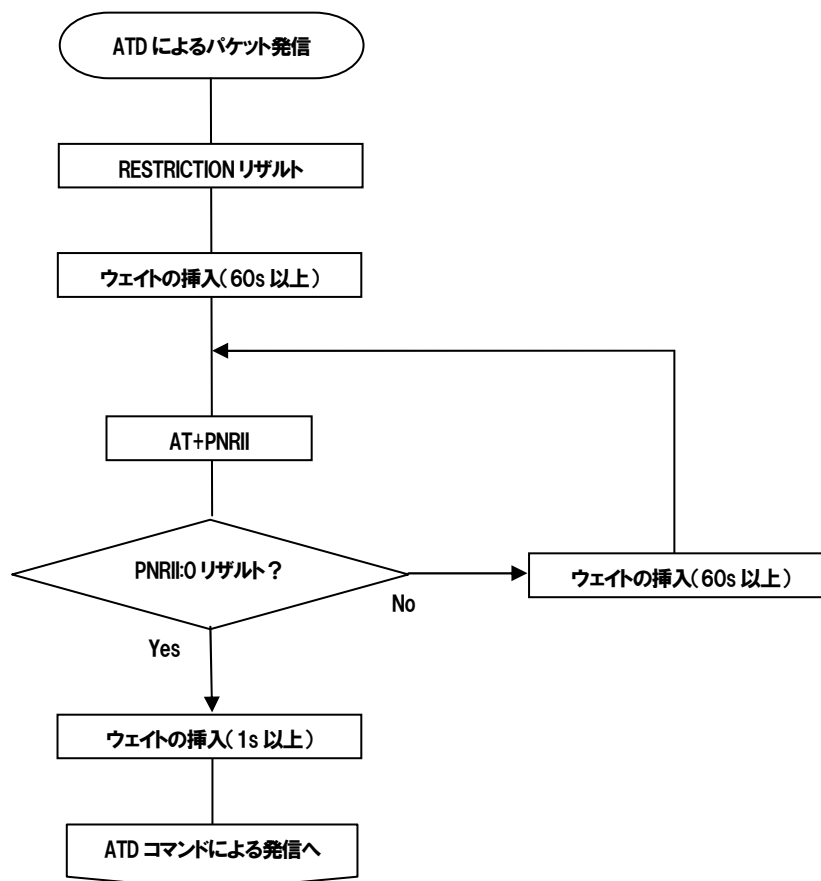 ATD によるパケット発信
RESTRICTION リザルト
ウェイトの挿入(60s 以上)
AT+PNRII
PNRII:0 リザルト?
ウェイトの挿入(60s 以上)
No
Yes
ウェイトの挿入(1s 以上)
ATD コマンドによる発信へ